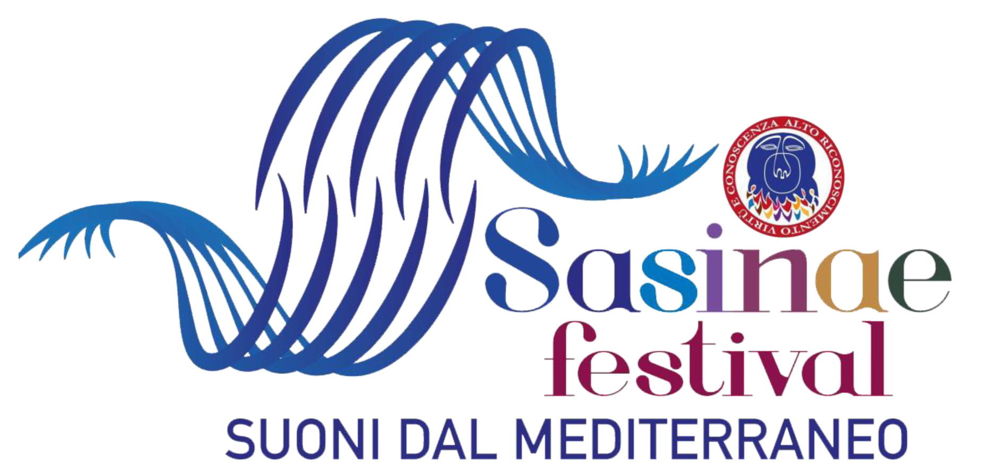 ALTO RICONOSCIMENTO VIRTÙ E CONOSCENZA
Sasinae
festival
SUONI DAL MEDITERRANEO